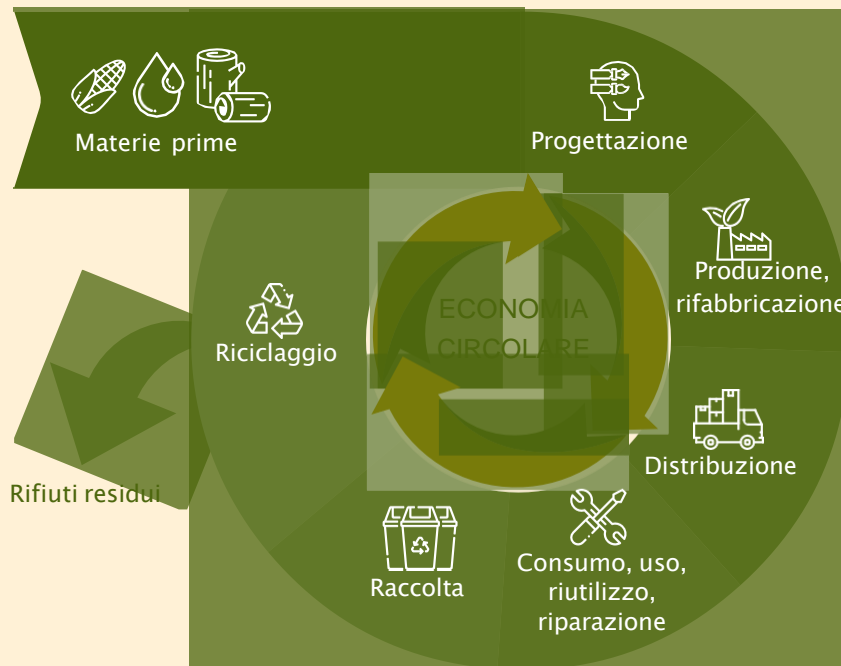 Materie prime
Progettazione
Produzione,
rifabbricazione
ECONOMIA
CIRCOLARE
Riciclaggio
Distribuzione
Rifiuti residui
Consumo, uso,
riutilizzo,
riparazione
Raccolta